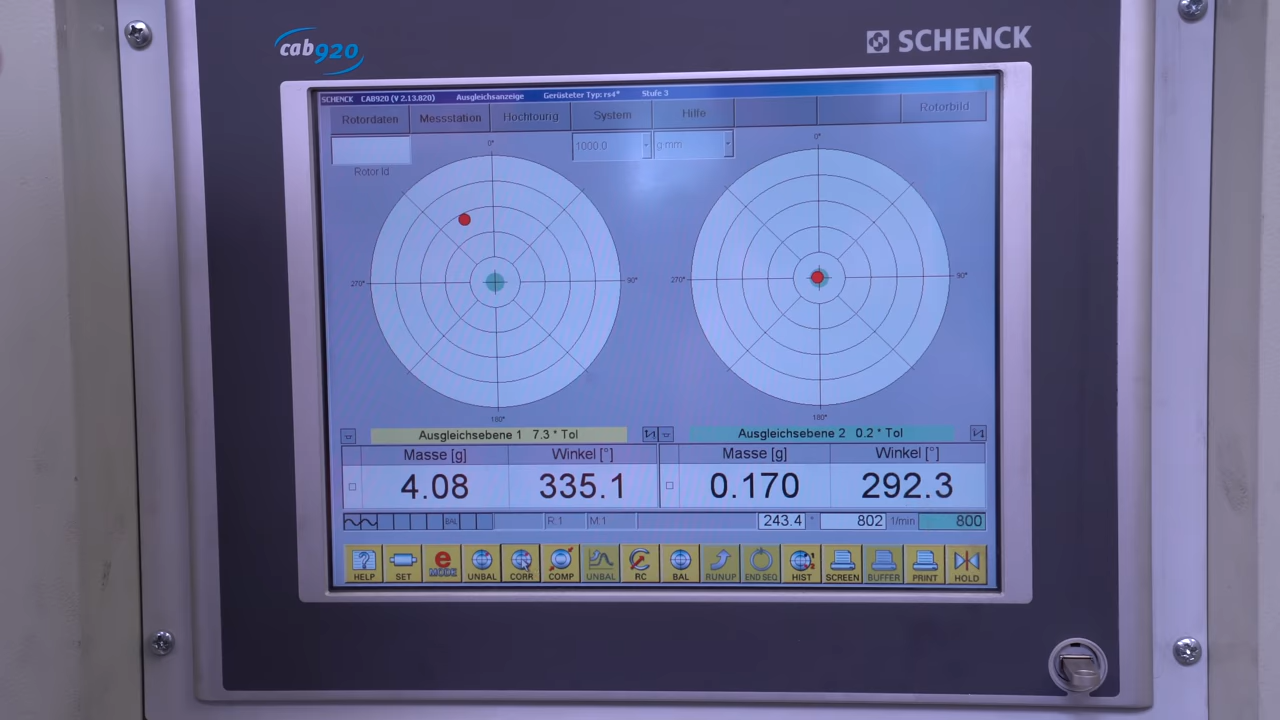 cab920
SCHENCK
SCHENCK CAB920 (V 2.13.820) Ausgleichsanzeige Gerüsteter Typ: rs4* Stufe 3
Rotordaten Messstation Hochtourig System Hilfe Rotorbild
1000.0 g·mm
Rotor Id
0° 0°
270° 90° 270° 90°
180° 180°
Ausgleichsebene 1 7.3 * Tol Ausgleichsebene 2 0.2 * Tol
Masse [g] Winkel [°] Masse [g] Winkel [°]
4.08 335.1 0.170 292.3
BAL R:1 M:1 243.4 ° 802 1/min 800
HELP SET e MODE UNBAL CORR COMP UNBAL RC BAL RUNUP END SEQ HIST SCREEN BUFFER PRINT HOLD